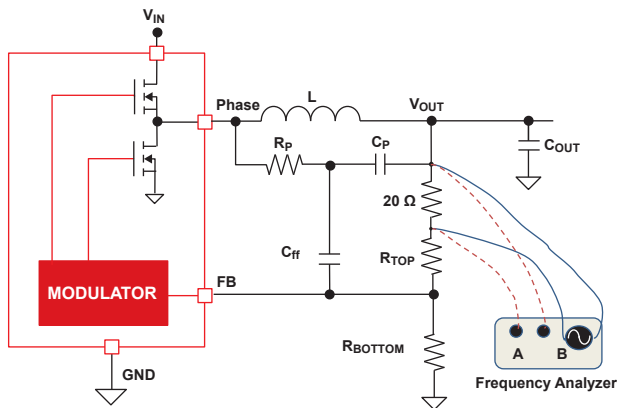 V_IN
Phase
L
V_OUT
R_P
C_P
C_OUT
20 Ω
C_ff
R_TOP
MODULATOR
FB
A
B
R_BOTTOM
Frequency Analyzer
GND